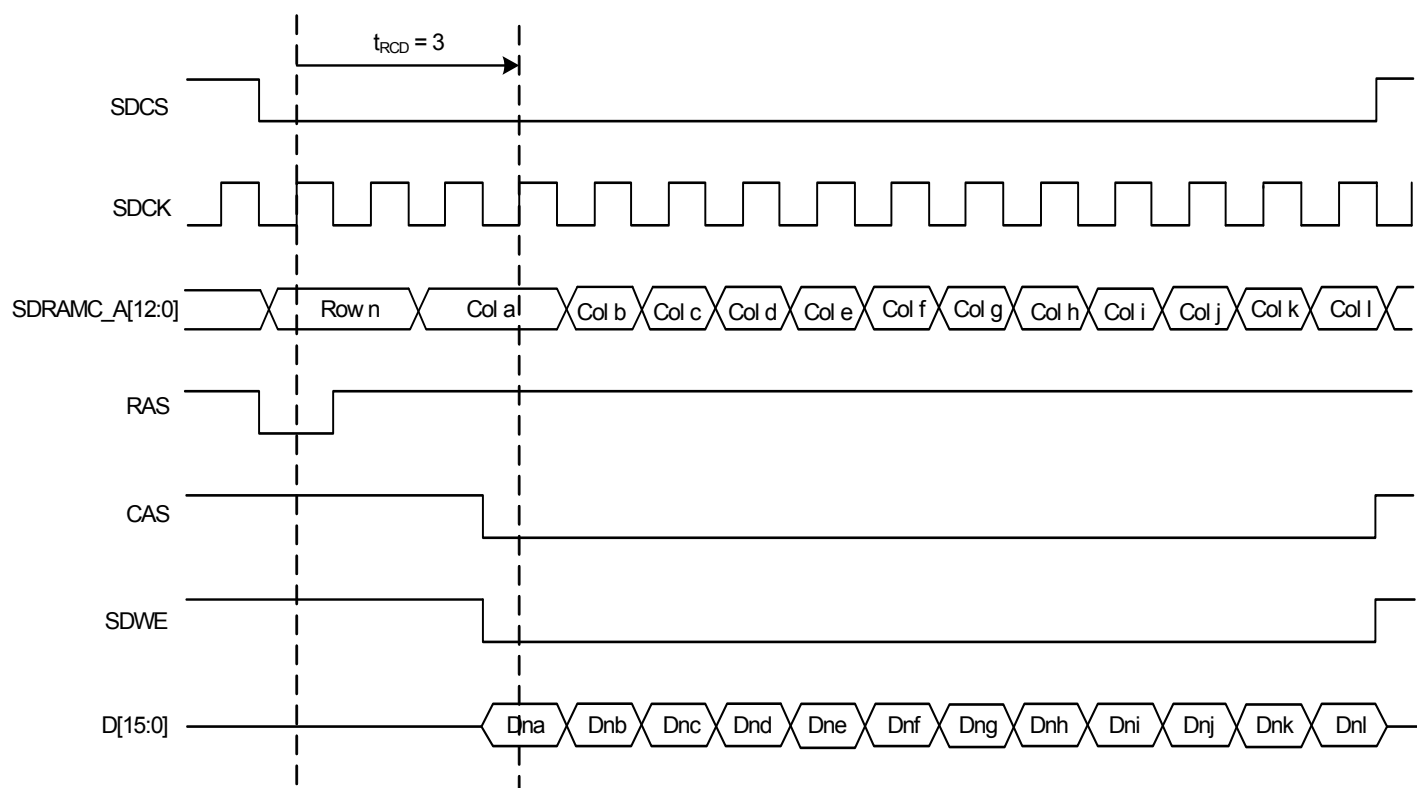 tRCD = 3
SDCS
SDCK
SDRAMC_A[12:0] Row n Col a Col b Col c Col d Col e Col f Col g Col h Col i Col j Col k Col l
RAS
CAS
SDWE
D[15:0] Dna Dnb Dnc Dnd Dne Dnf Dng Dnh Dni Dnj Dnk Dnl